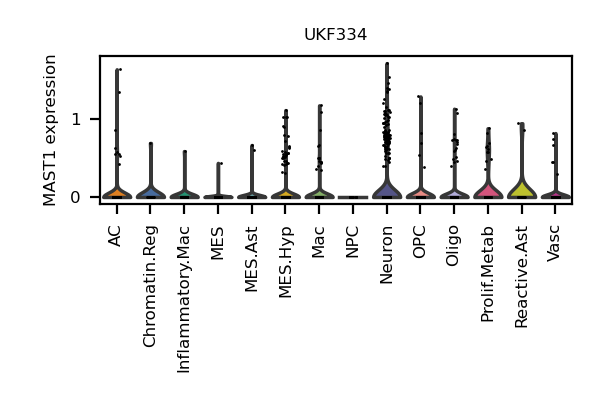 UKF334
MAST1 expression
1
0
AC
Chromatin.Reg
Inflammatory.Mac
MES
MES.Ast
MES.Hyp
Mac
NPC
Neuron
OPC
Oligo
Prolif.Metab
Reactive.Ast
Vasc